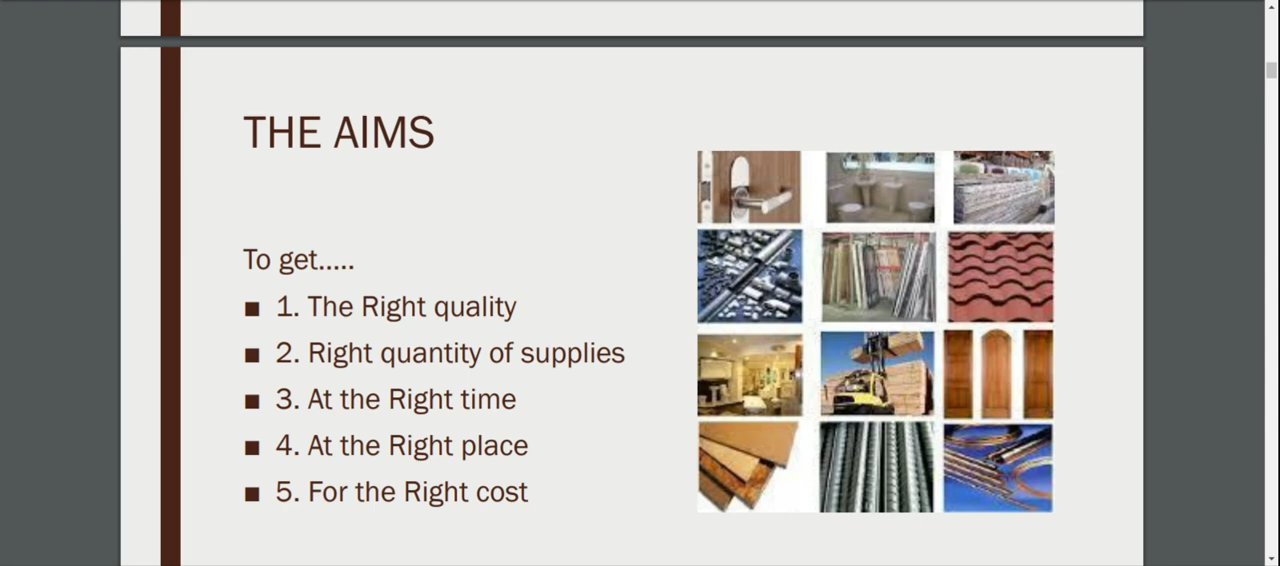 THE AIMS
To get.....
■ 1. The Right quality
■ 2. Right quantity of supplies
■ 3. At the Right time
■ 4. At the Right place
■ 5. For the Right cost